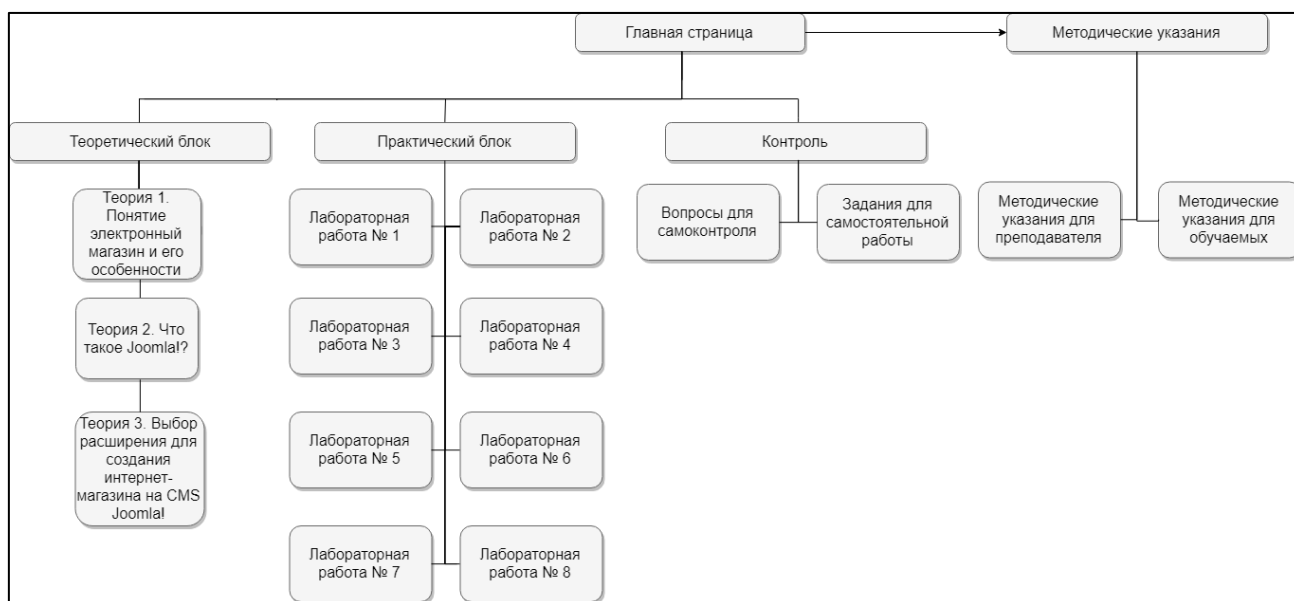 Главная страница
Методические указания
Теоретический блок
Практический блок
Контроль
Теория 1.
Понятие
электронный
магазин и его
особенности
Теория 2. Что
такое Joomla!?
Теория 3. Выбор
расширения для
создания
интернет-
магазина на CMS
Joomla!
Лабораторная
работа № 1
Лабораторная
работа № 2
Лабораторная
работа № 3
Лабораторная
работа № 4
Лабораторная
работа № 5
Лабораторная
работа № 6
Лабораторная
работа № 7
Лабораторная
работа № 8
Вопросы для
самоконтроля
Задания для
самостоятельной
работы
Методические
указания для
преподавателя
Методические
указания для
обучаемых